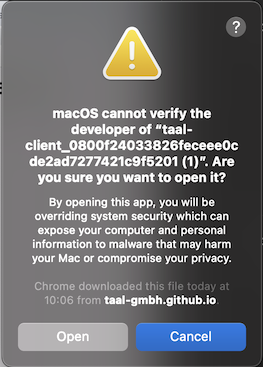 ?
macOS cannot verify the
developer of “taal-
client_0800f24033826feceee0c
de2ad7277421c9f5201 (1)”. Are
you sure you want to open it?
By opening this app, you will be
overriding system security which can
expose your computer and personal
information to malware that may harm
your Mac or compromise your privacy.
Chrome downloaded this file today at
10:06 from taal-gmbh.github.io.
Open
Cancel